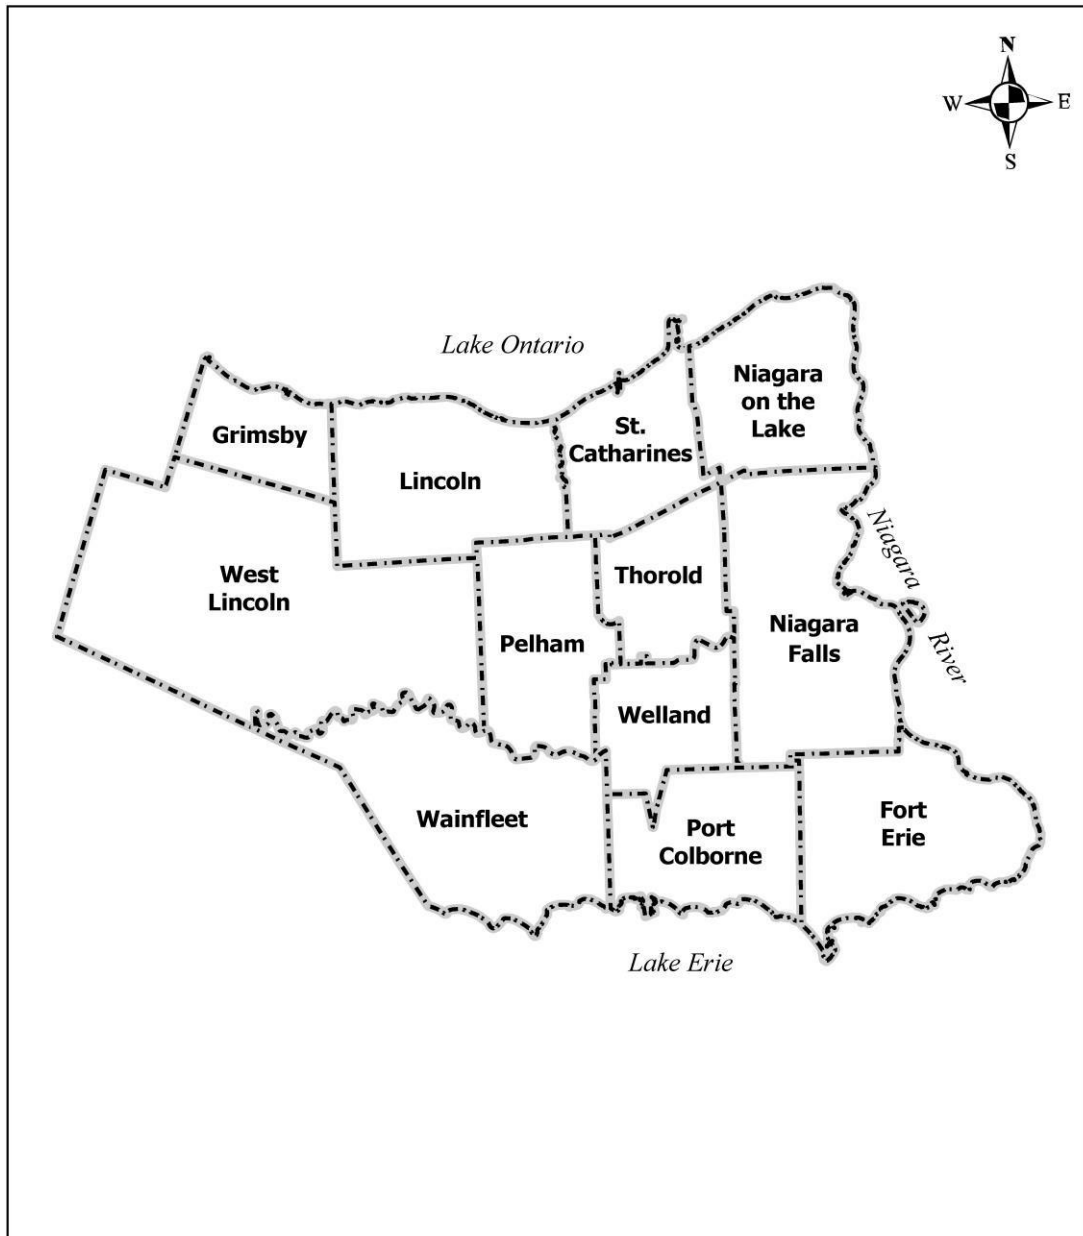 N
W E
S
Lake Ontario
Niagara
on the
Lake
Grimsby
St.
Catharines
Lincoln
Niagara
River
West
Lincoln
Thorold
Pelham
Niagara
Falls
Welland
Wainfleet
Port
Colborne
Fort
Erie
Lake Erie